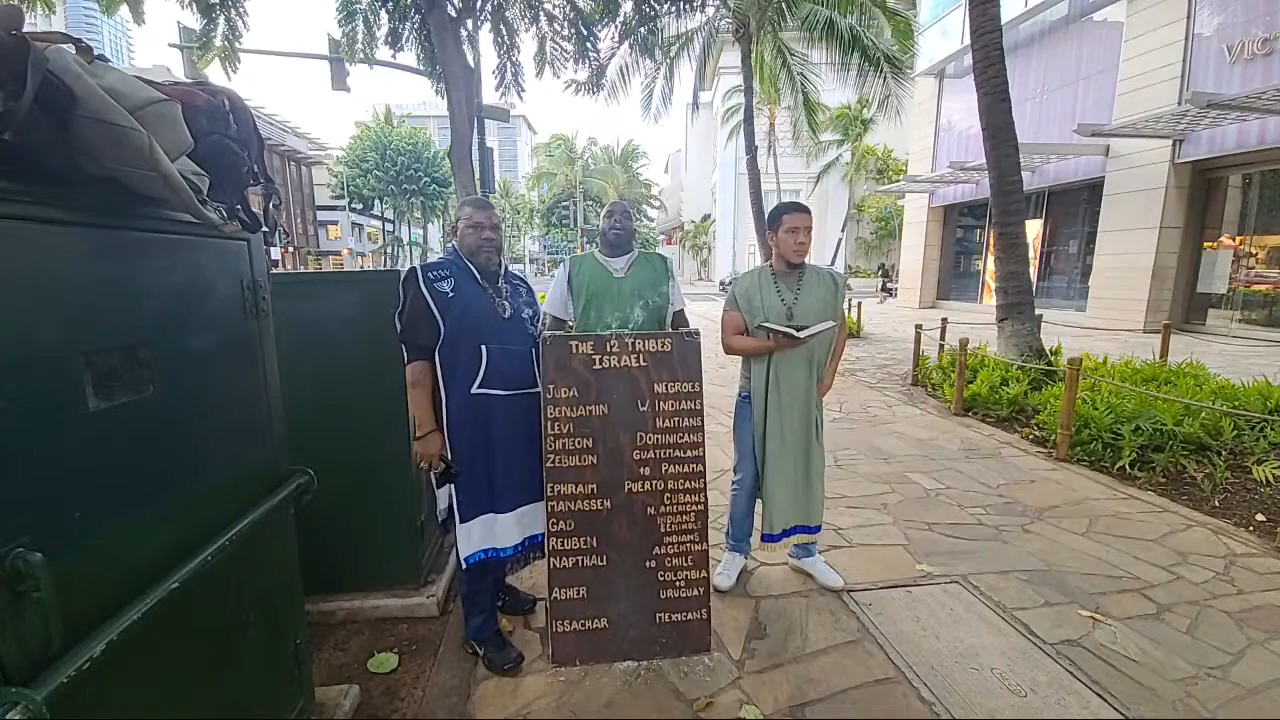 THE 12 TRIBES
ISRAEL
JUDA NEGROES
BENJAMIN W. INDIANS
LEVI HAITIANS
SIMEON DOMINICANS
ZEBULON GUATEMALANS
to PANAMA
EPHRAIM PUERTO RICANS
MANASSEH CUBANS
GAD N. AMERICAN
INDIANS
REUBEN SEMINOLE
INDIANS
NAPTHALI ARGENTINA
to CHILE
ASHER COLOMBIA
to
URUGUAY
ISSACHAR MEXICANS
VICT